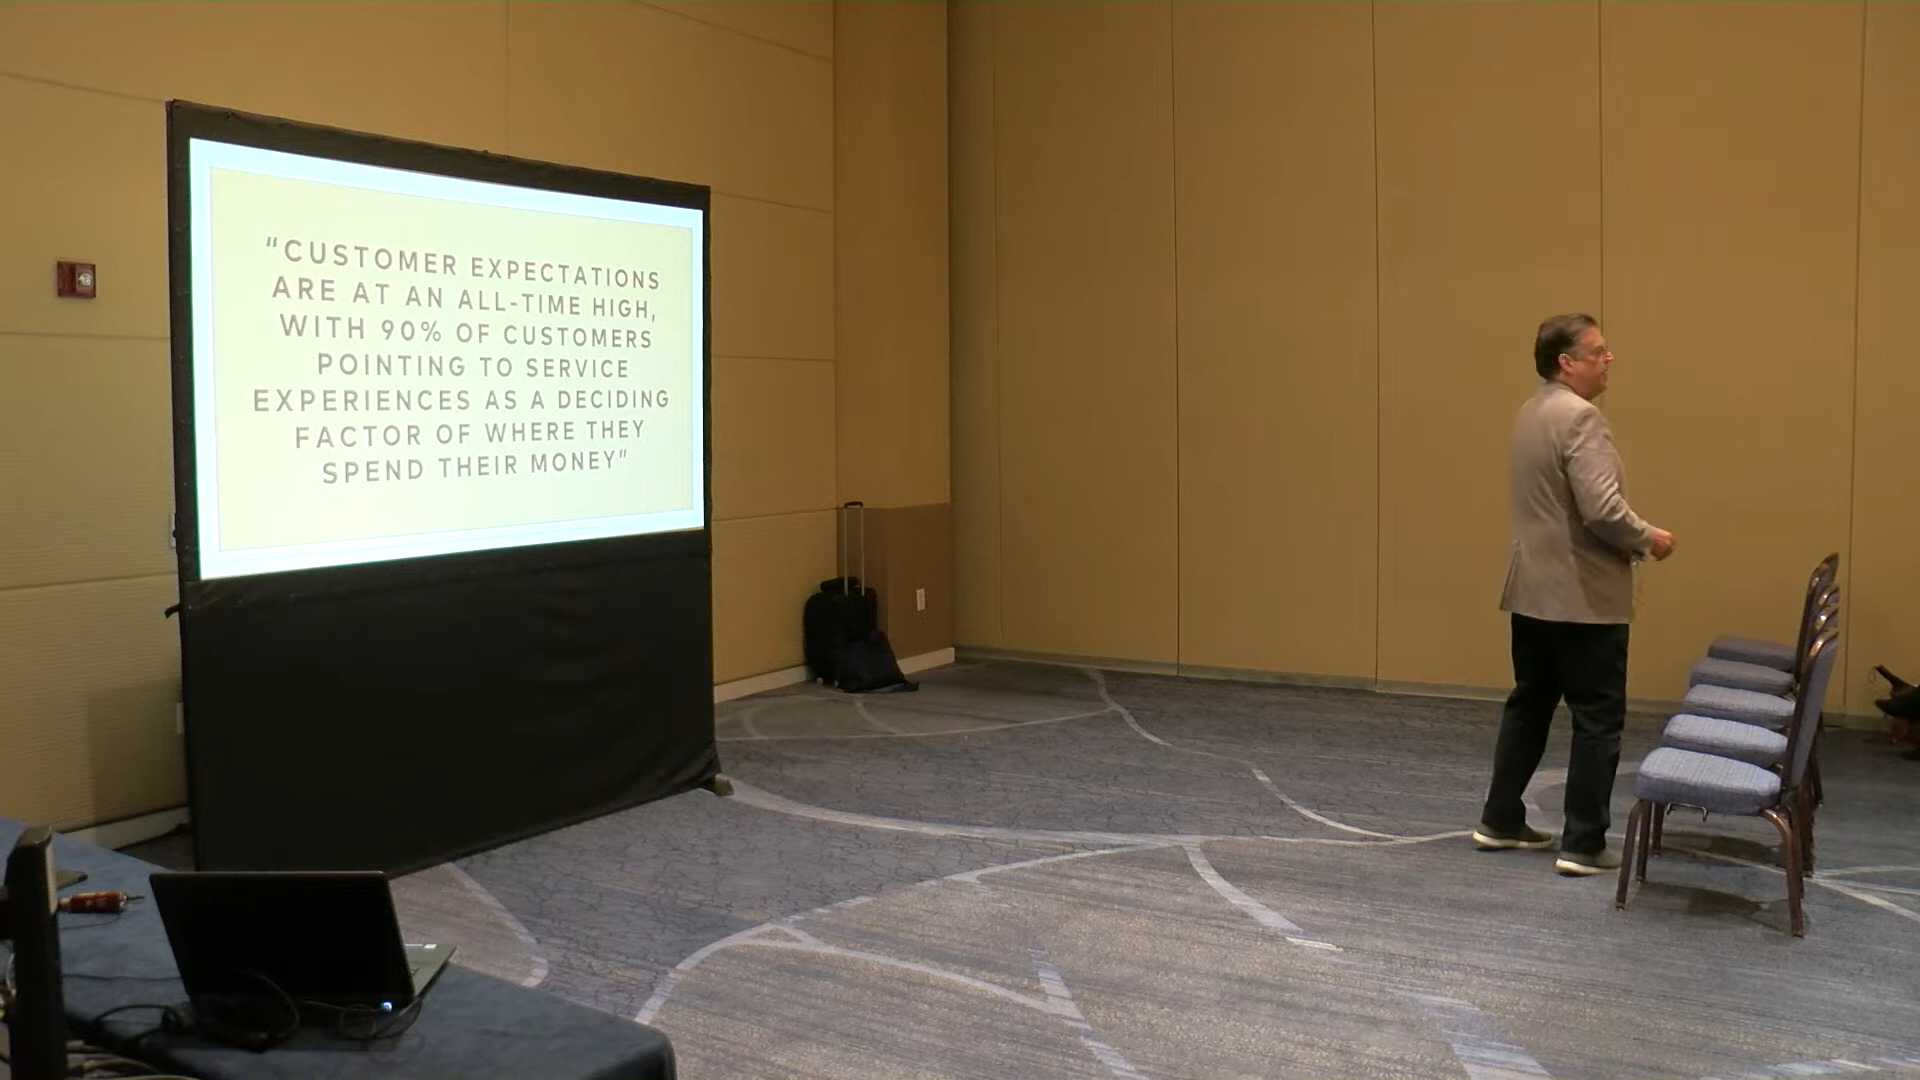 “CUSTOMER EXPECTATIONS
ARE AT AN ALL-TIME HIGH,
WITH 90% OF CUSTOMERS
POINTING TO SERVICE
EXPERIENCES AS A DECIDING
FACTOR OF WHERE THEY
SPEND THEIR MONEY”